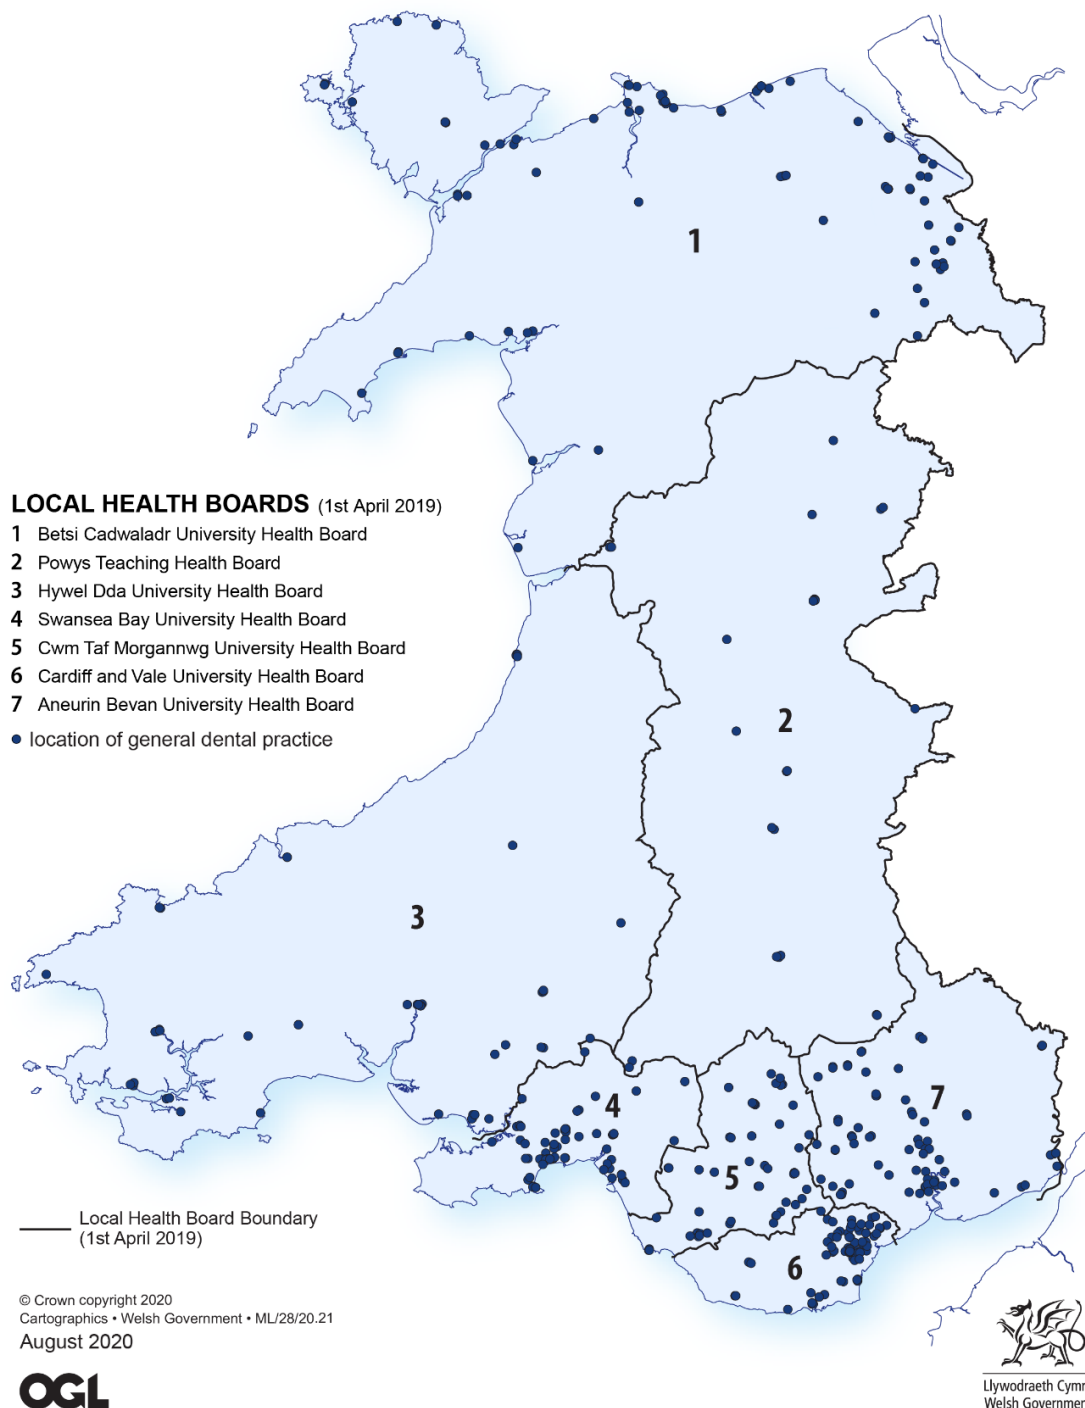 1
LOCAL HEALTH BOARDS (1st April 2019)
1 Betsi Cadwaladr University Health Board
2 Powys Teaching Health Board
3 Hywel Dda University Health Board
4 Swansea Bay University Health Board
5 Cwm Taf Morgannwg University Health Board
6 Cardiff and Vale University Health Board
7 Aneurin Bevan University Health Board
location of general dental practice
2
3
4
7
5
6
Local Health Board Boundary
(1st April 2019)
© Crown copyright 2020
Cartographics • Welsh Government • ML/28/20.21
August 2020
OGL
Llywodraeth Cymr
Welsh Governmen